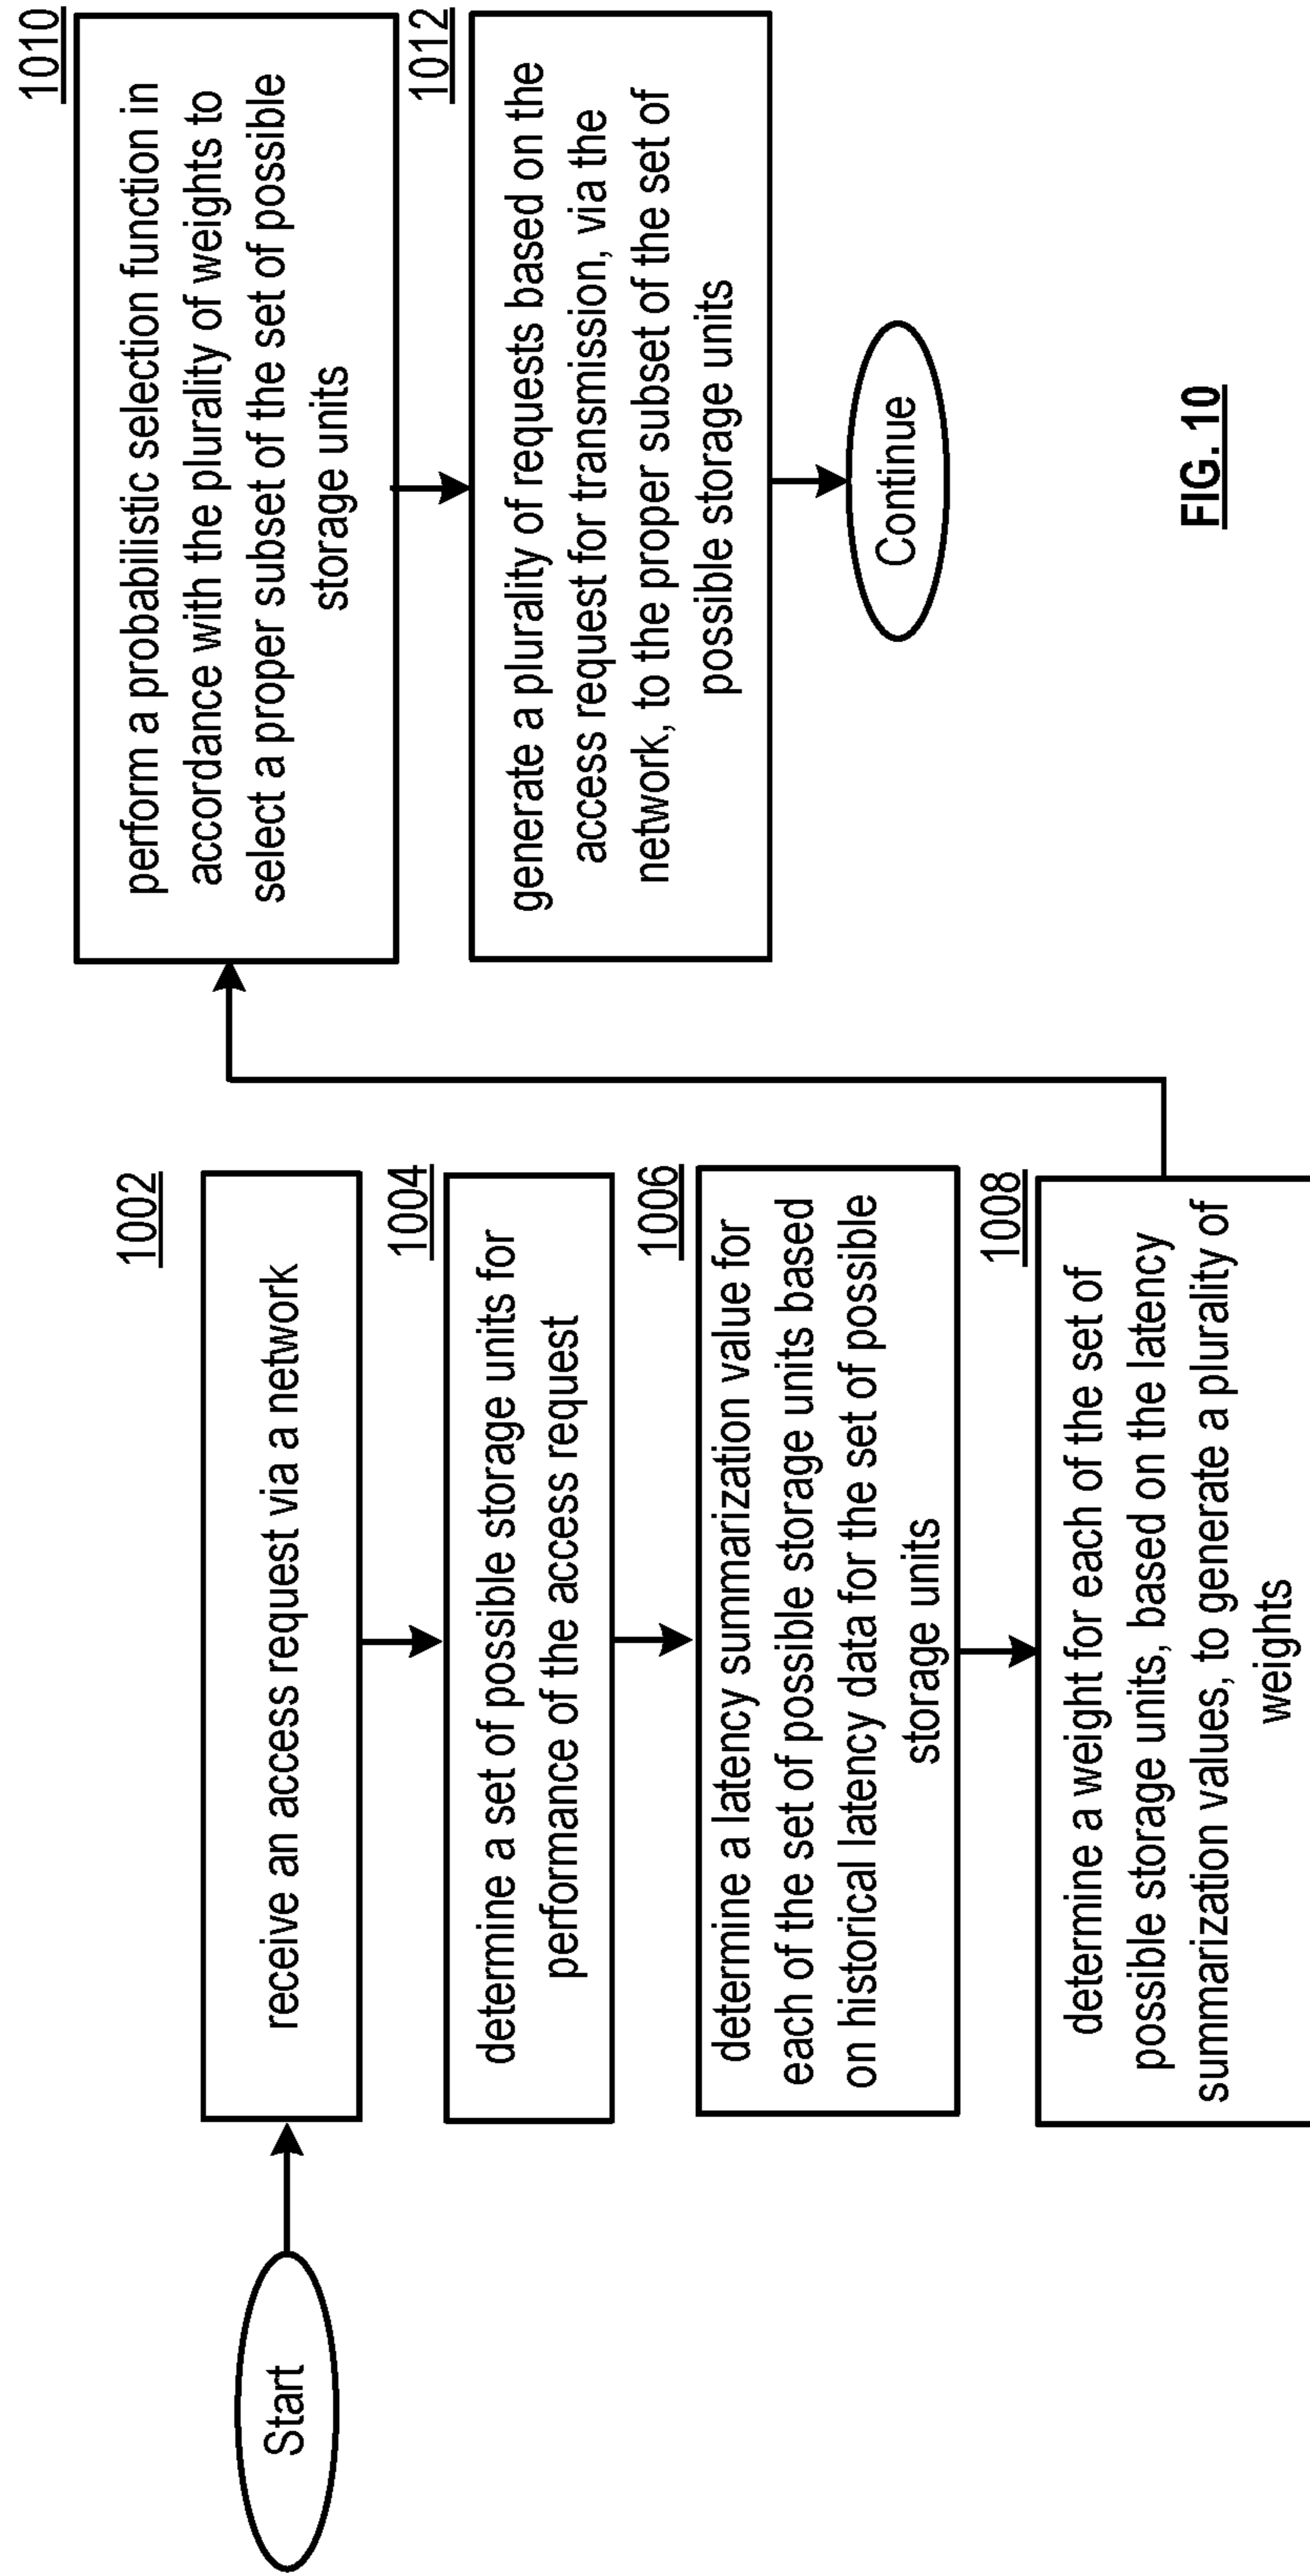 Start
1002
receive an access request via a network
1004
determine a set of possible storage units for
performance of the access request
1006
determine a latency summarization value for
each of the set of possible storage units based
on historical latency data for the set of possible
storage units
1008
determine a weight for each of the set of
possible storage units, based on the latency
summarization values, to generate a plurality of
weights
1010
perform a probabilistic selection function in
accordance with the plurality of weights to
select a proper subset of the set of possible
storage units
1012
generate a plurality of requests based on the
access request for transmission, via the
network, to the proper subset of the set of
possible storage units
Continue
FIG. 10